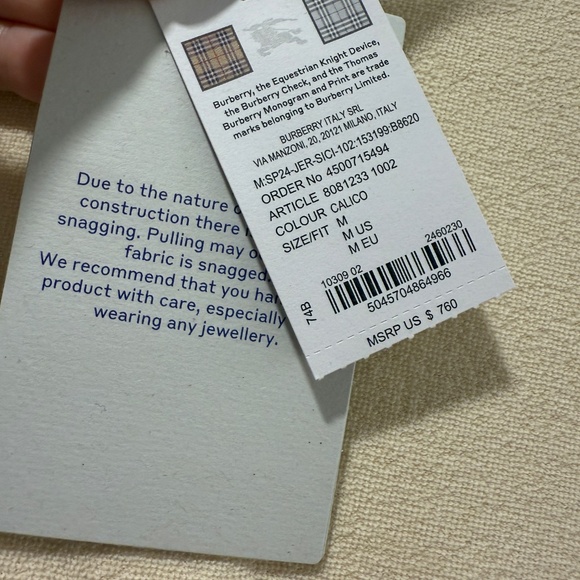 Burberry, the Equestrian Knight Device,
the Burberry Check, and the Thomas
Burberry Monogram and Print are trade
marks belonging to Burberry Limited.
BURBERRY ITALY SRL
VIA MANZONI, 20, 20121 MILANO, ITALY
M:SP24-JER-SICI-102:153199:B8620
ORDER No 4500715494
ARTICLE 8081233 1002
COLOUR CALICO
SIZE/FIT M
M US
M EU
10309 02 2460230
74B
5045704864966
MSRP US $ 760
Due to the nature
construction there
snagging. Pulling may
fabric is snagged
We recommend that you
product with care, especially
wearing any jewellery.